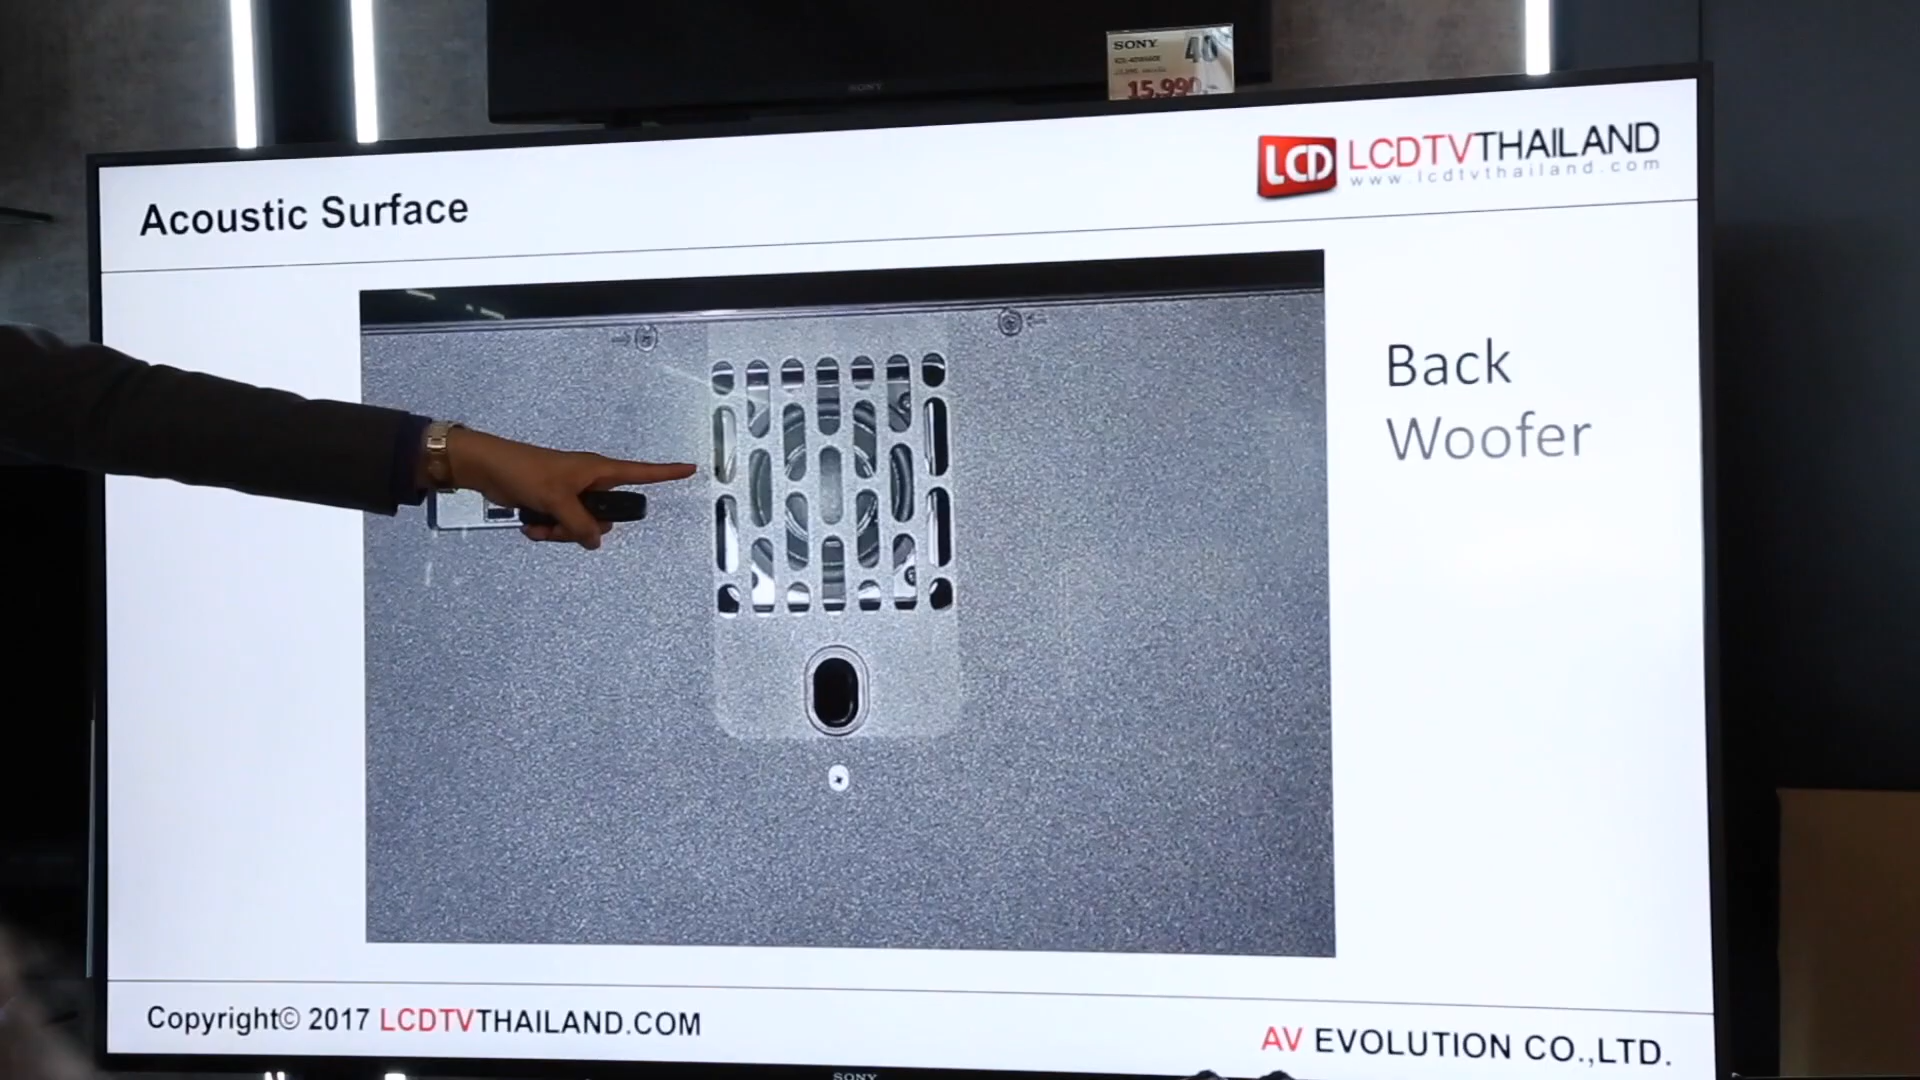 SONY
40
15,990.-
SONY
LCD LCDTVTHAILAND
www.lcdtvthailand.com
Acoustic Surface
Back
Woofer
Copyright© 2017 LCDTVTHAILAND.COM
AV EVOLUTION CO.,LTD.
SONY